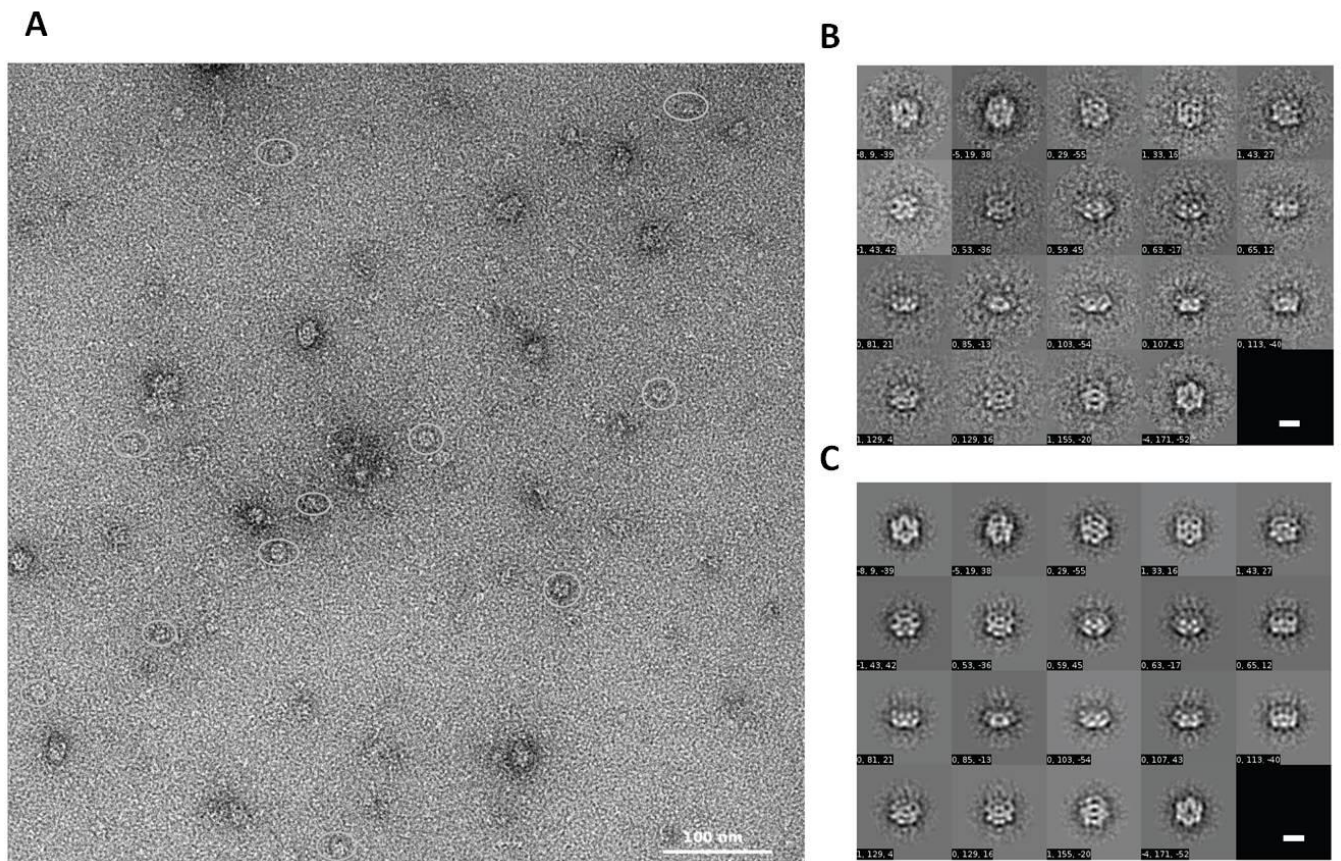 A
100 nm
B
-8, 9, -39 -5, 19, 38 0, 29, -55 1, 33, 16 1, 43, 27
-1, 43, 42 0, 53, -36 0, 59, 45 0, 63, -17 0, 65, 12
0, 81, 21 0, 85, -13 0, 103, -54 0, 107, 43 0, 113, -40
1, 129, 4 0, 129, 16 1, 155, -20 -4, 171, -52
C
-8, 9, -39 -5, 19, 38 0, 29, -55 1, 33, 16 1, 43, 27
-1, 43, 42 0, 53, -36 0, 59, 45 0, 63, -17 0, 65, 12
0, 81, 21 0, 85, -13 0, 103, -54 0, 107, 43 0, 113, -40
1, 129, 4 0, 129, 16 1, 155, -20 -4, 171, -52